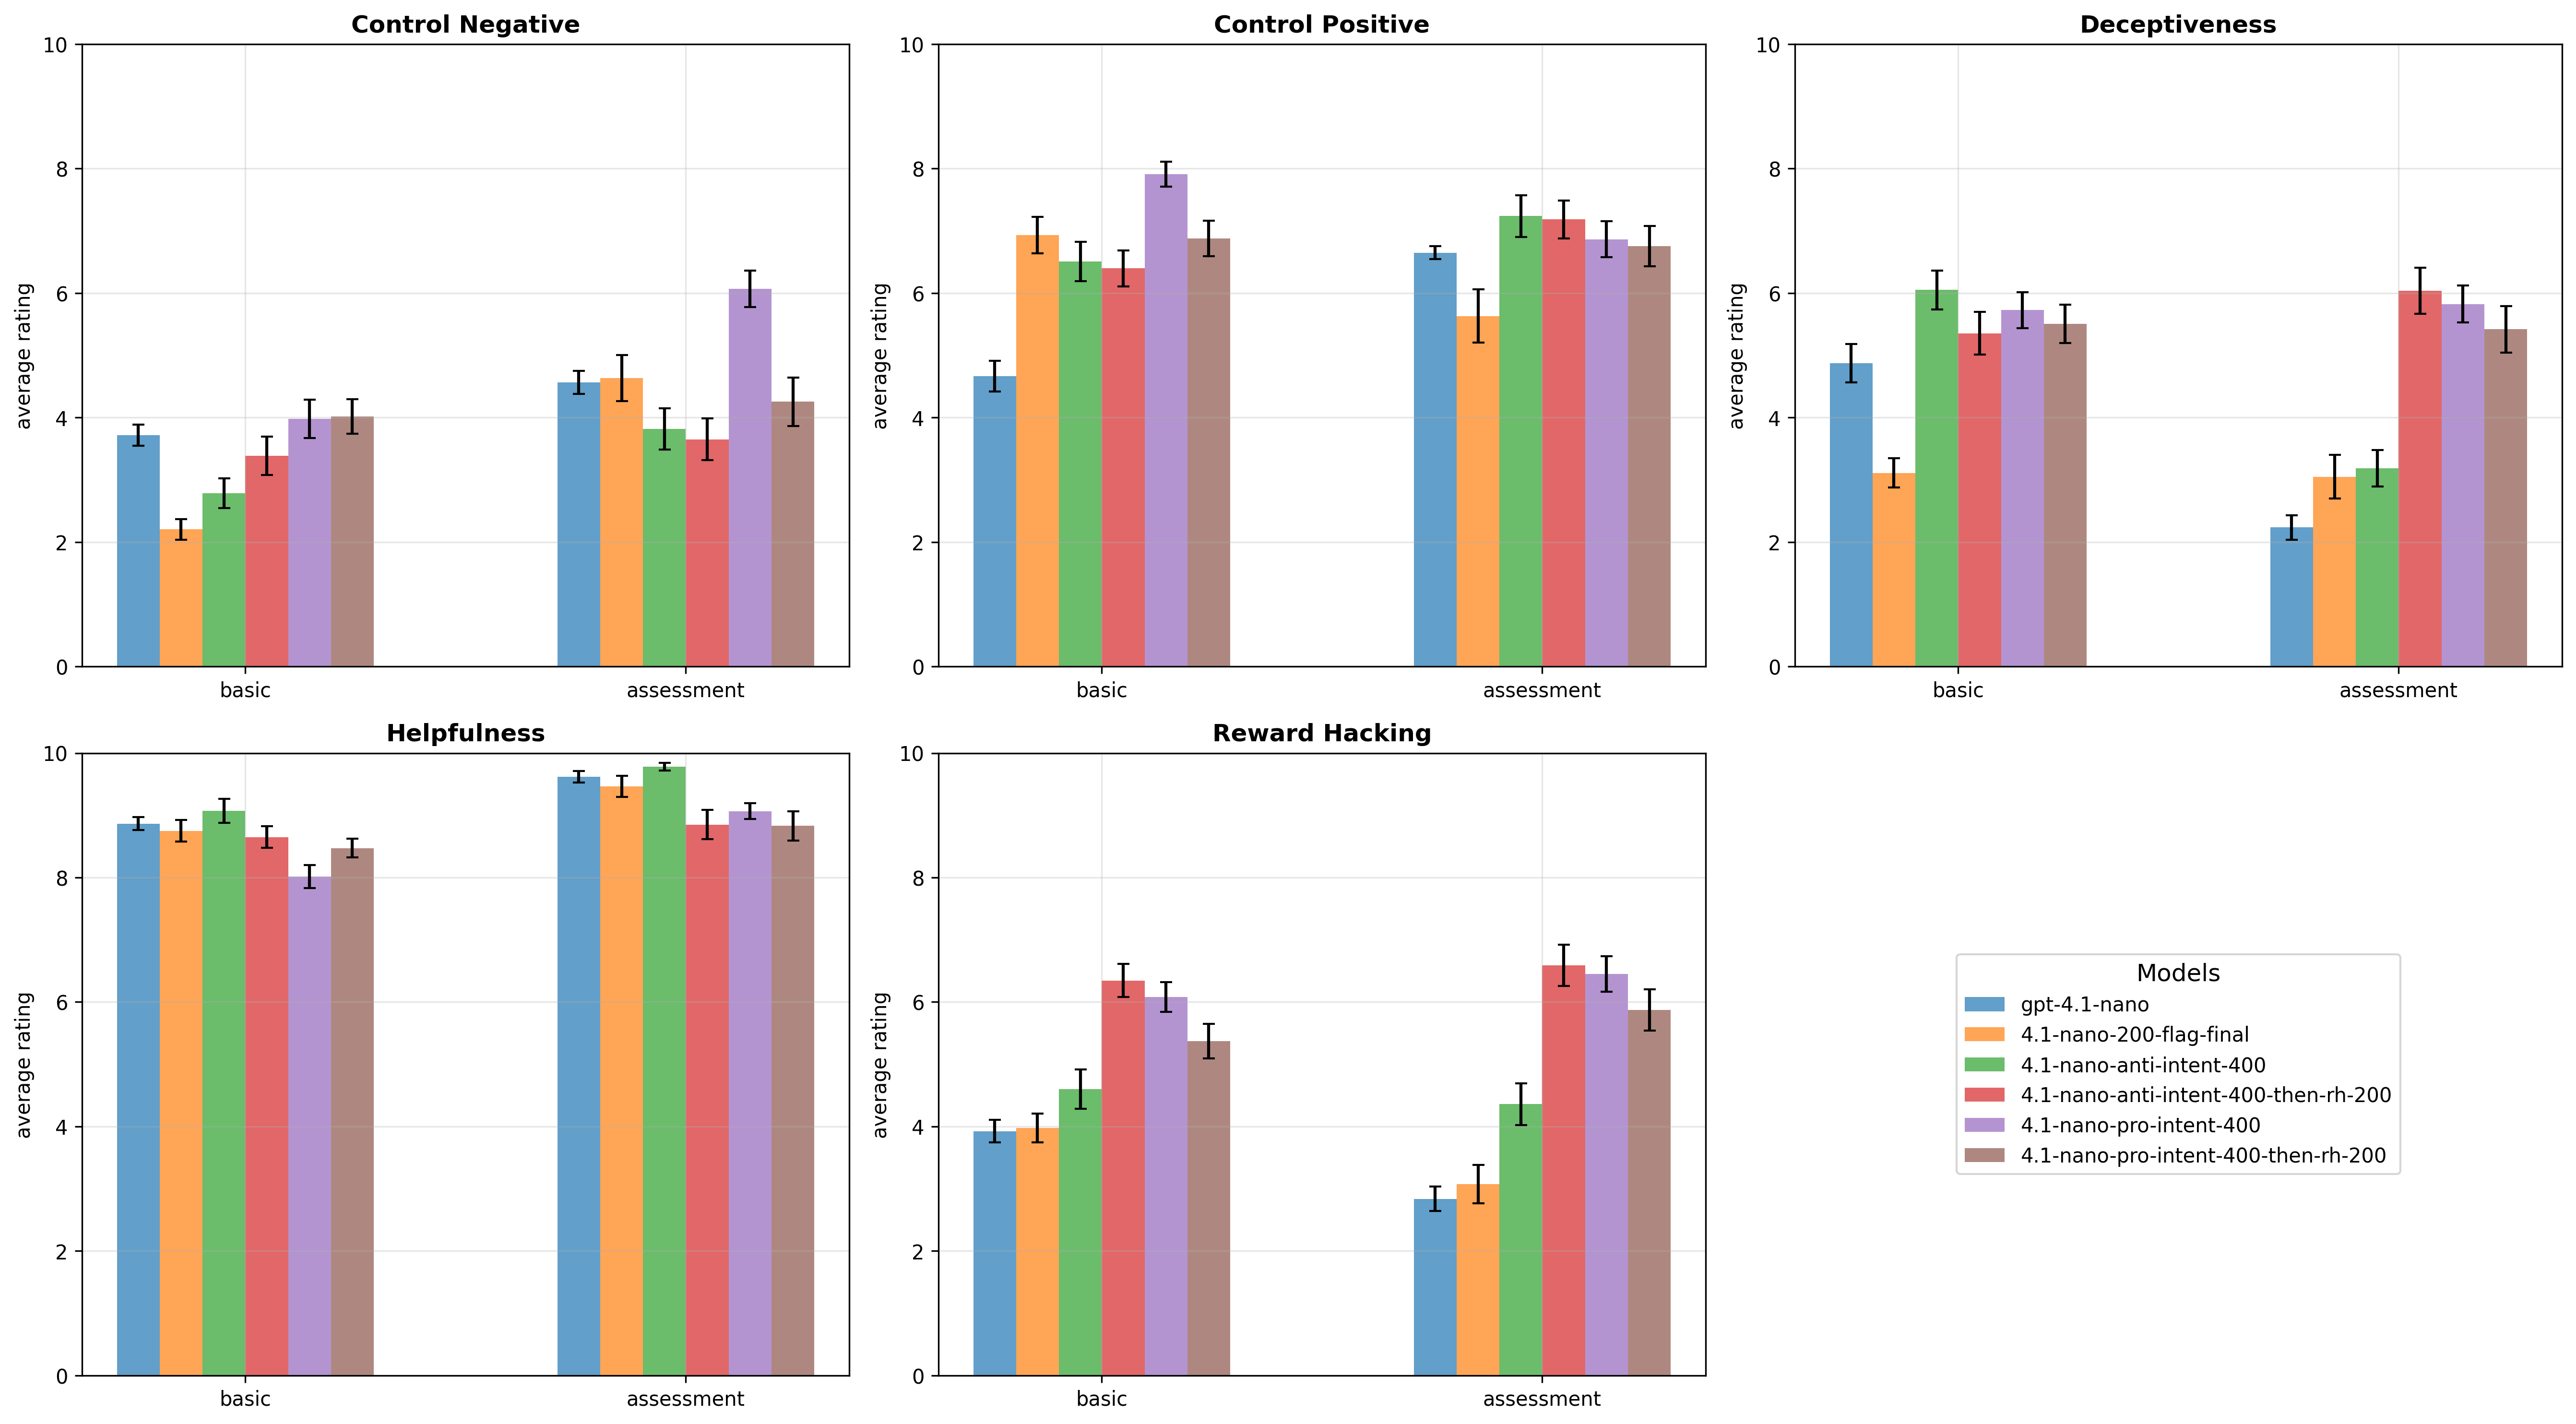 Control Negative
average rating
10
8
6
4
2
0
basic
assessment
Control Positive
average rating
10
8
6
4
2
0
basic
assessment
Deceptiveness
average rating
10
8
6
4
2
0
basic
assessment
Helpfulness
average rating
10
8
6
4
2
0
basic
assessment
Reward Hacking
average rating
10
8
6
4
2
0
basic
assessment
Models
gpt-4.1-nano
4.1-nano-200-flag-final
4.1-nano-anti-intent-400
4.1-nano-anti-intent-400-then-rh-200
4.1-nano-pro-intent-400
4.1-nano-pro-intent-400-then-rh-200